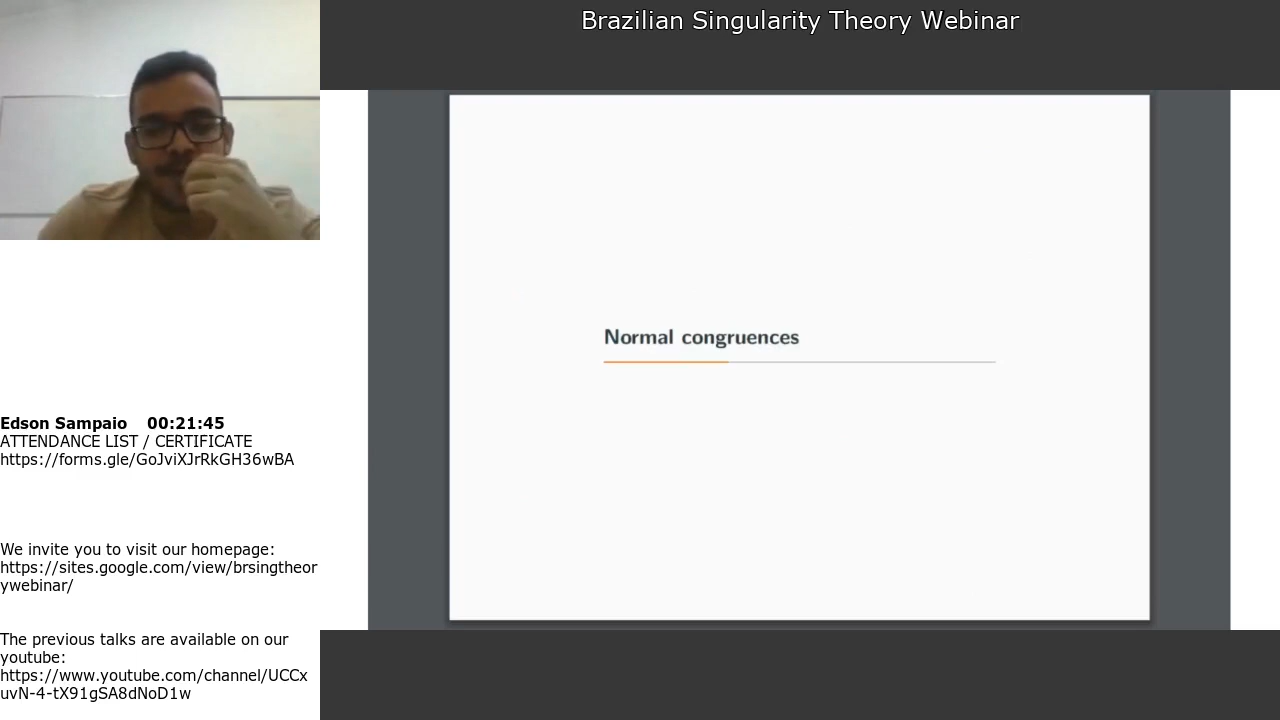 Brazilian Singularity Theory Webinar
Normal congruences
Edson Sampaio 00:21:45
ATTENDANCE LIST / CERTIFICATE
https://forms.gle/GoJviXJrRkGH36wBA
We invite you to visit our homepage:
https://sites.google.com/view/brsingtheor
ywebinar/
The previous talks are available on our
youtube:
https://www.youtube.com/channel/UCCx
uvN-4-tX91gSA8dNoD1w